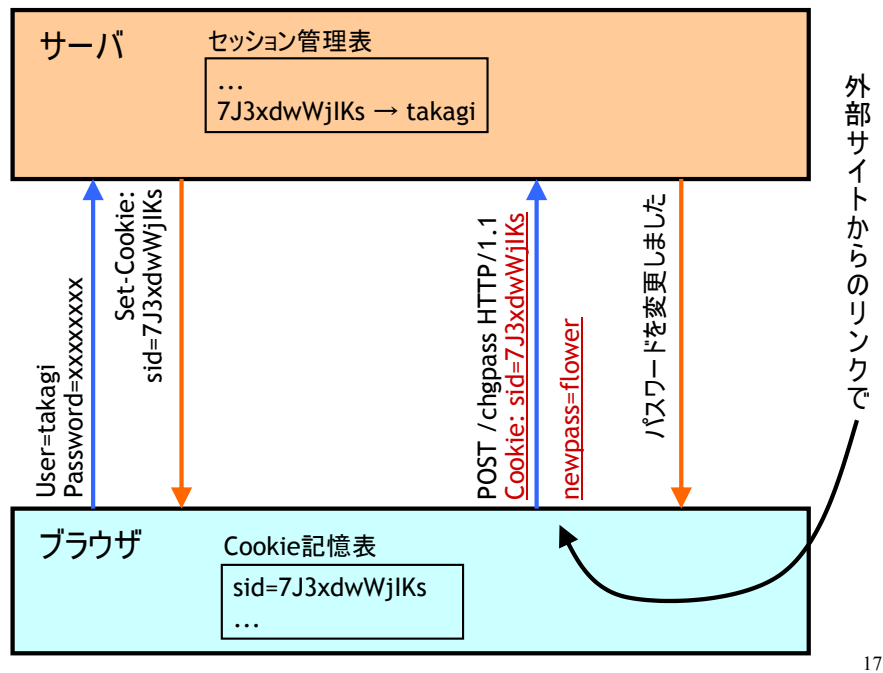 サーバ
セッション管理表
...
7J3xdwWjIKs → takagi
User=takagi
Password=xxxxxxxx
Set-Cookie:
sid=7J3xdwWjIKs
POST /chgpass HTTP/1.1
Cookie: sid=7J3xdwWjIKs
newpass=flower
パスワードを変更しました
外部サイトからのリンクで
ブラウザ
Cookie記憶表
sid=7J3xdwWjIKs
...
17